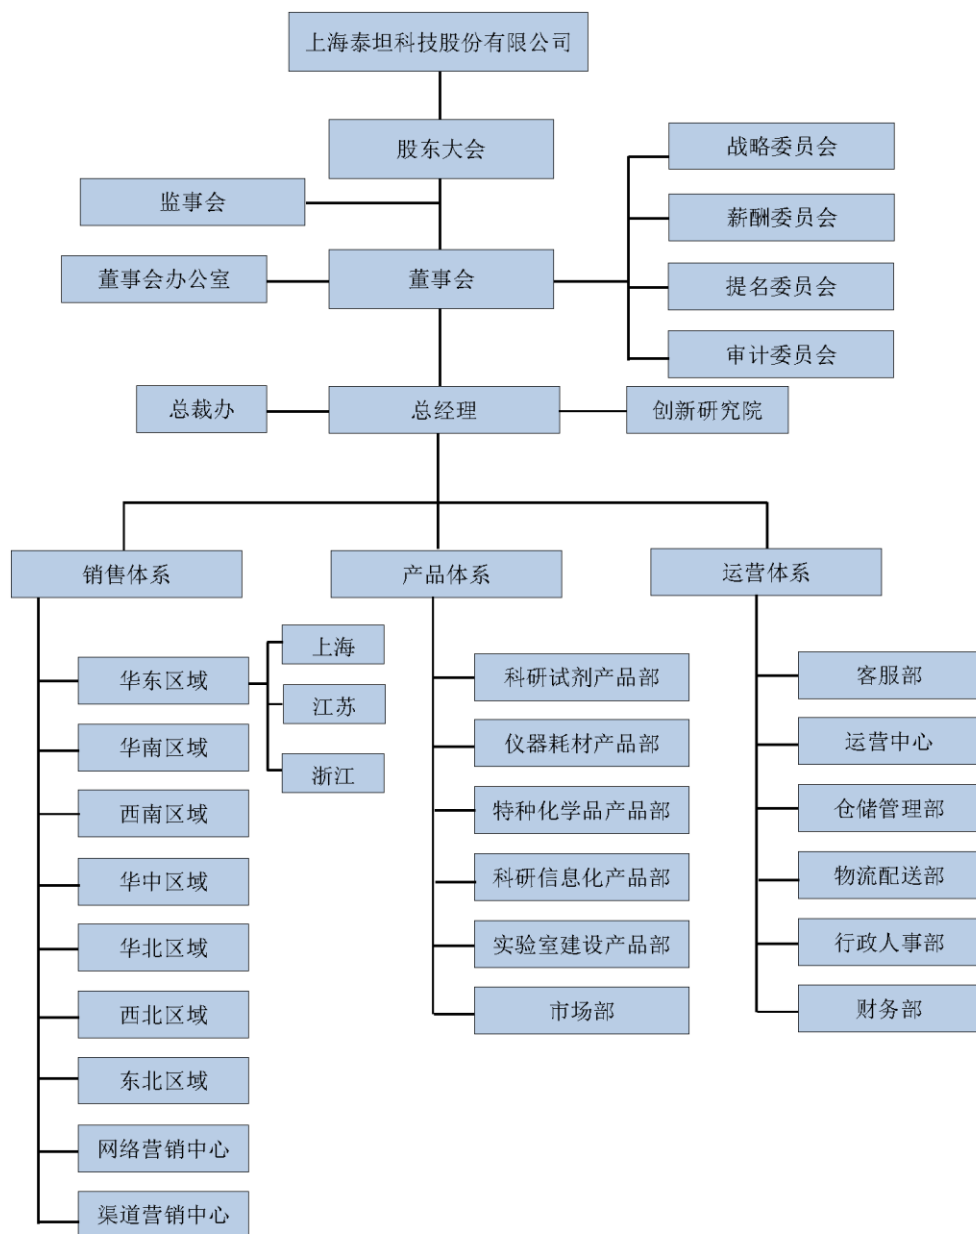 上海泰坦科技股份有限公司
股东大会
战略委员会
监事会
薪酬委员会
董事会办公室
董事会
提名委员会
审计委员会
总裁办
总经理
创新研究院
销售体系
产品体系
运营体系
华东区域
上海
江苏
浙江
华南区域
西南区域
华中区域
华北区域
西北区域
东北区域
网络营销中心
渠道营销中心
科研试剂产品部
仪器耗材产品部
特种化学品产品部
科研信息化产品部
实验室建设产品部
市场部
客服部
运营中心
仓储管理部
物流配送部
行政人事部
财务部